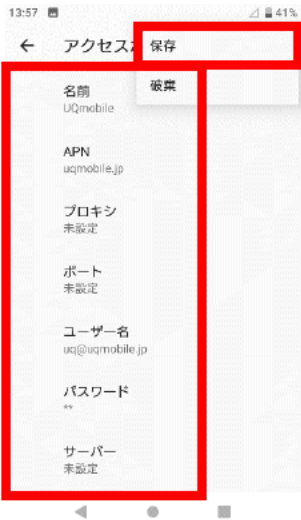 13:57 41%
← アクセスポ 保存
破棄
名前
UQmobile
APN
uqmobile.jp
プロキシ
未設定
ポート
未設定
ユーザー名
uq@uqmobile.jp
パスワード
**
サーバー
未設定